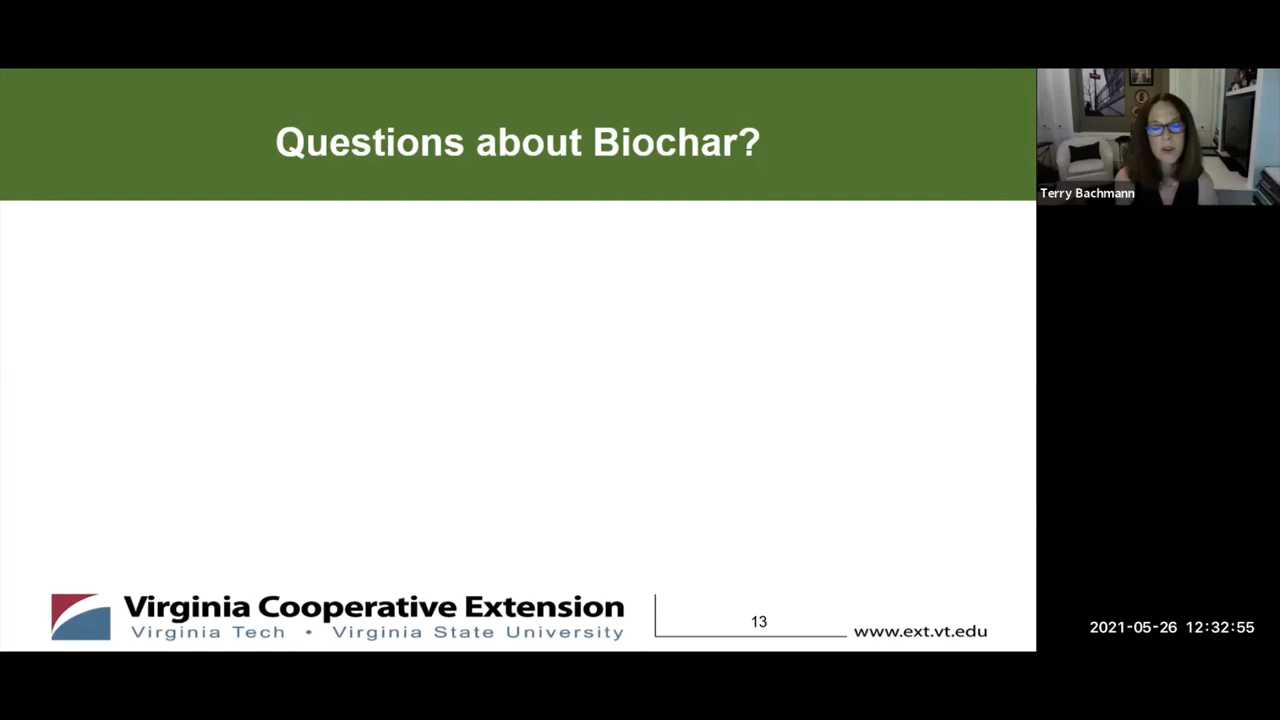 Questions about Biochar?
Terry Bachmann
Virginia Cooperative Extension
Virginia Tech • Virginia State University
13
www.ext.vt.edu
2021-05-26 12:32:55